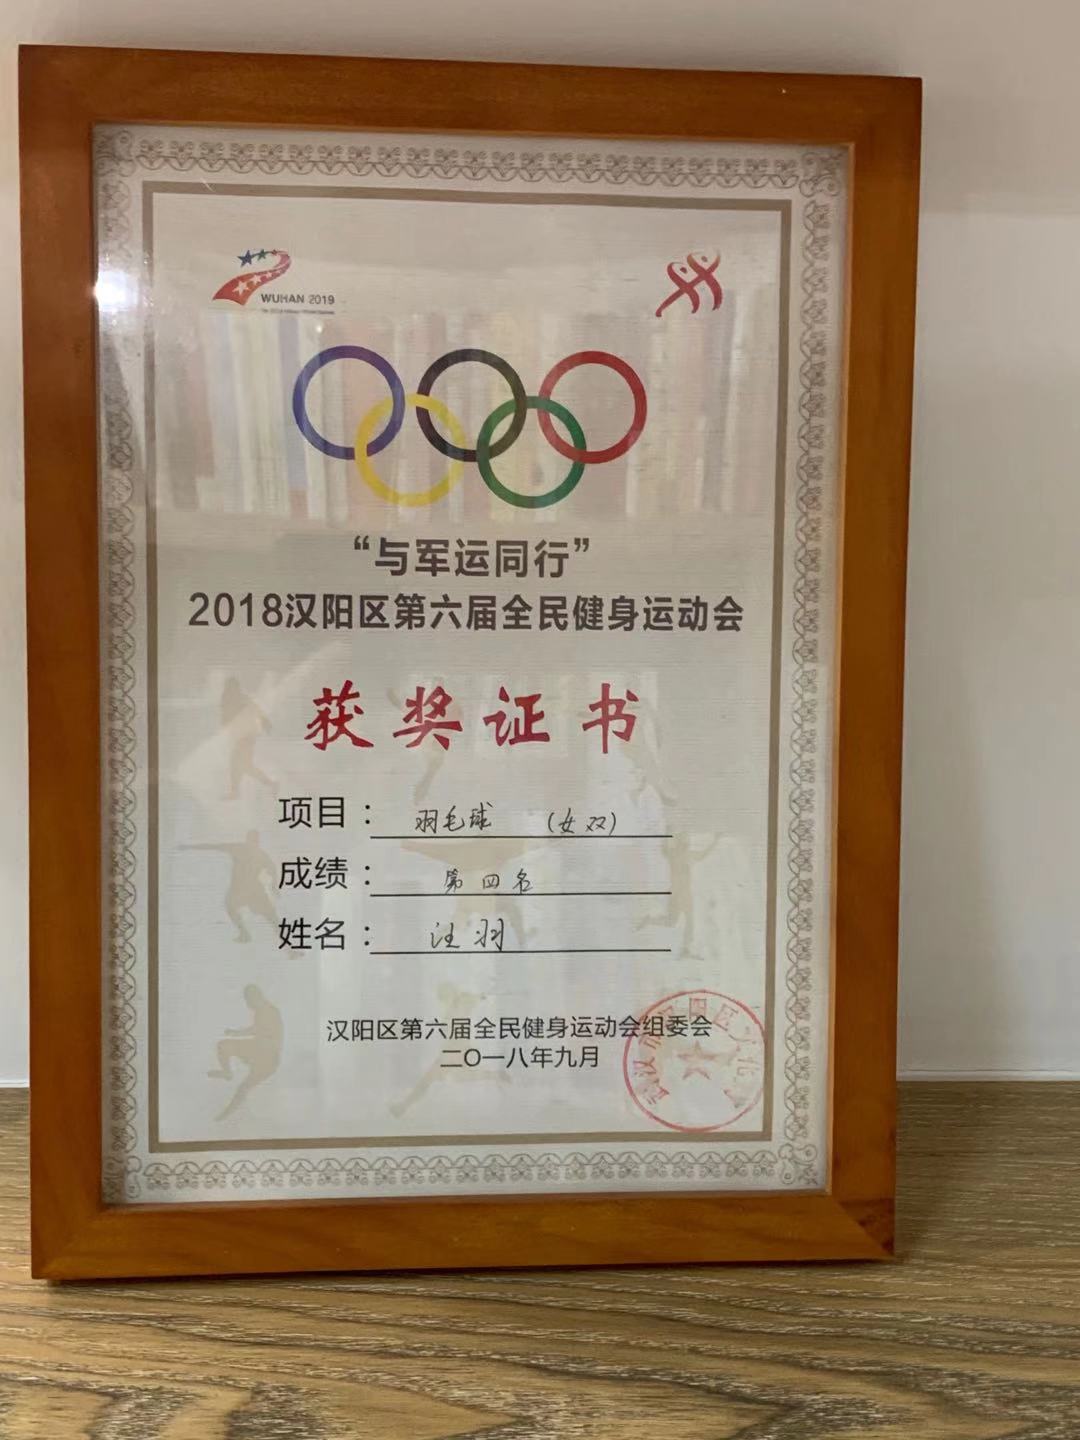 WUHAN 2019
“与军运同行”
2018汉阳区第六届全民健身运动会
获奖证书
项目：羽毛球 （女双）
成绩：第四名
姓名：汪羽
汉阳区第六届全民健身运动会组委会
二〇一八年九月